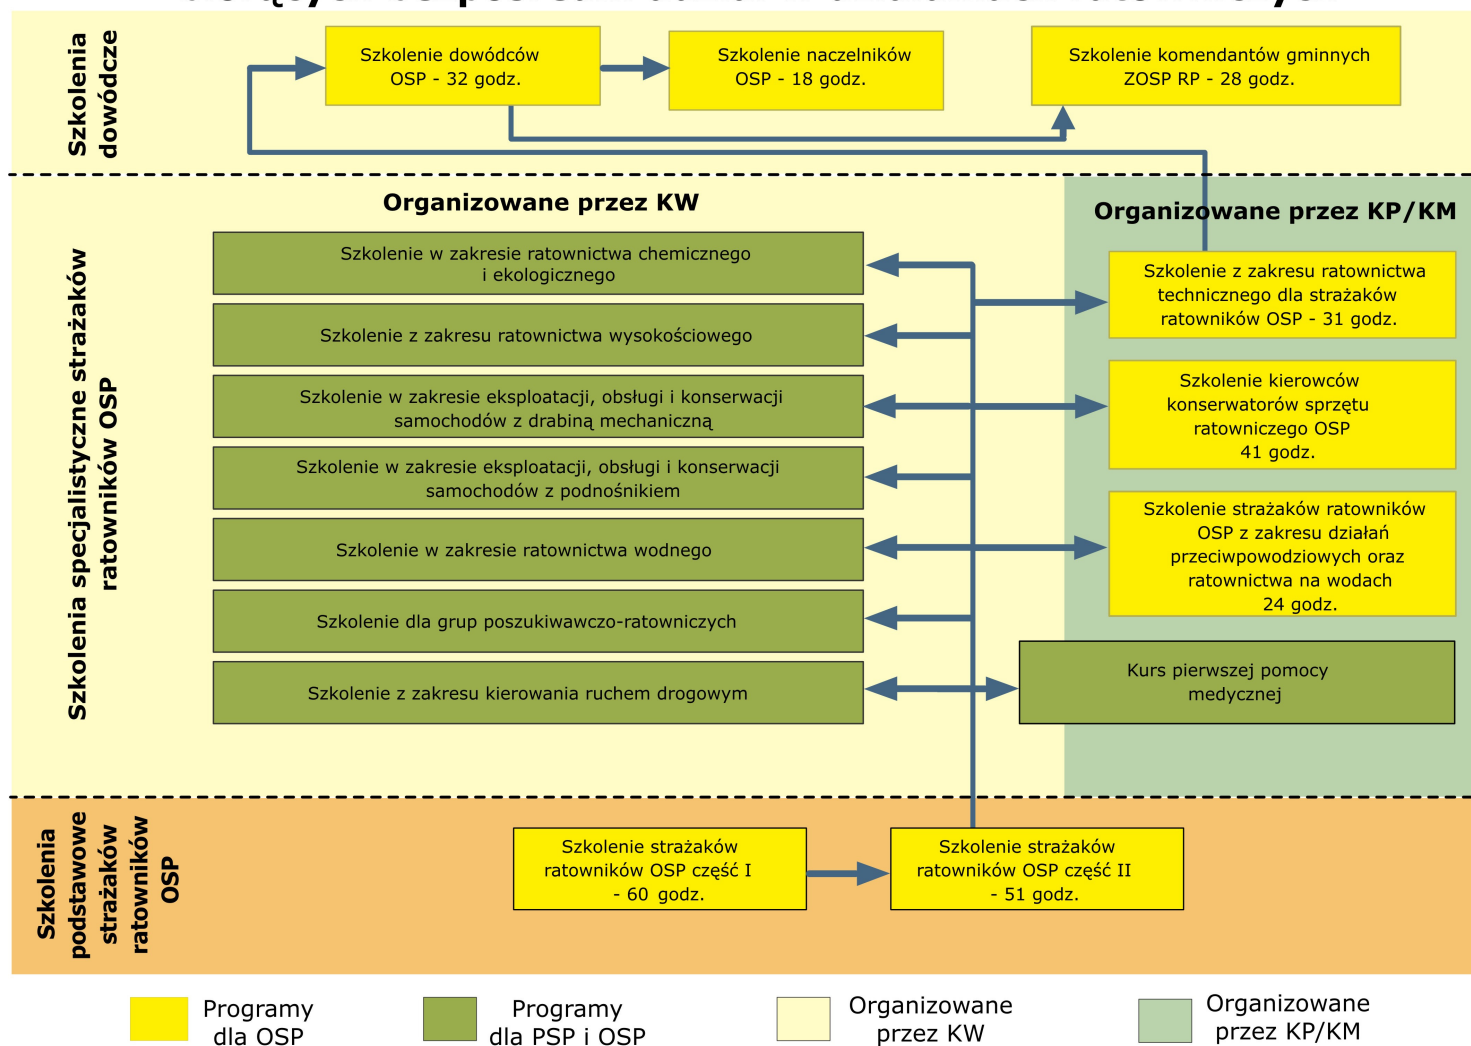 Szkolenia
dowódcze
Szkolenie dowódców
OSP - 32 godz.
Szkolenie naczelników
OSP - 18 godz.
Szkolenie komendantów gminnych
ZOSP RP - 28 godz.
Szkolenia specjalistyczne strażaków
ratowników OSP
Organizowane przez KW
Szkolenie w zakresie ratownictwa chemicznego
i ekologicznego
Szkolenie z zakresu ratownictwa wysokościowego
Szkolenie w zakresie eksploatacji, obsługi i konserwacji
samochodów z drabiną mechaniczną
Szkolenie w zakresie eksploatacji, obsługi i konserwacji
samochodów z podnośnikiem
Szkolenie w zakresie ratownictwa wodnego
Szkolenie dla grup poszukiwawczo-ratowniczych
Szkolenie z zakresu kierowania ruchem drogowym
Organizowane przez KP/KM
Szkolenie z zakresu ratownictwa
technicznego dla strażaków
ratowników OSP - 31 godz.
Szkolenie kierowców
konserwatorów sprzętu
ratowniczego OSP
41 godz.
Szkolenie strażaków ratowników
OSP z zakresu działań
przeciwpowodziowych oraz
ratownictwa na wodach
24 godz.
Kurs pierwszej pomocy
medycznej
Szkolenia
podstawowe
strażaków
ratowników
OSP
Szkolenie strażaków
ratowników OSP część I
- 60 godz.
Szkolenie strażaków
ratowników OSP część II
- 51 godz.
Programy
dla OSP
Programy
dla PSP i OSP
Organizowane
przez KW
Organizowane
przez KP/KM